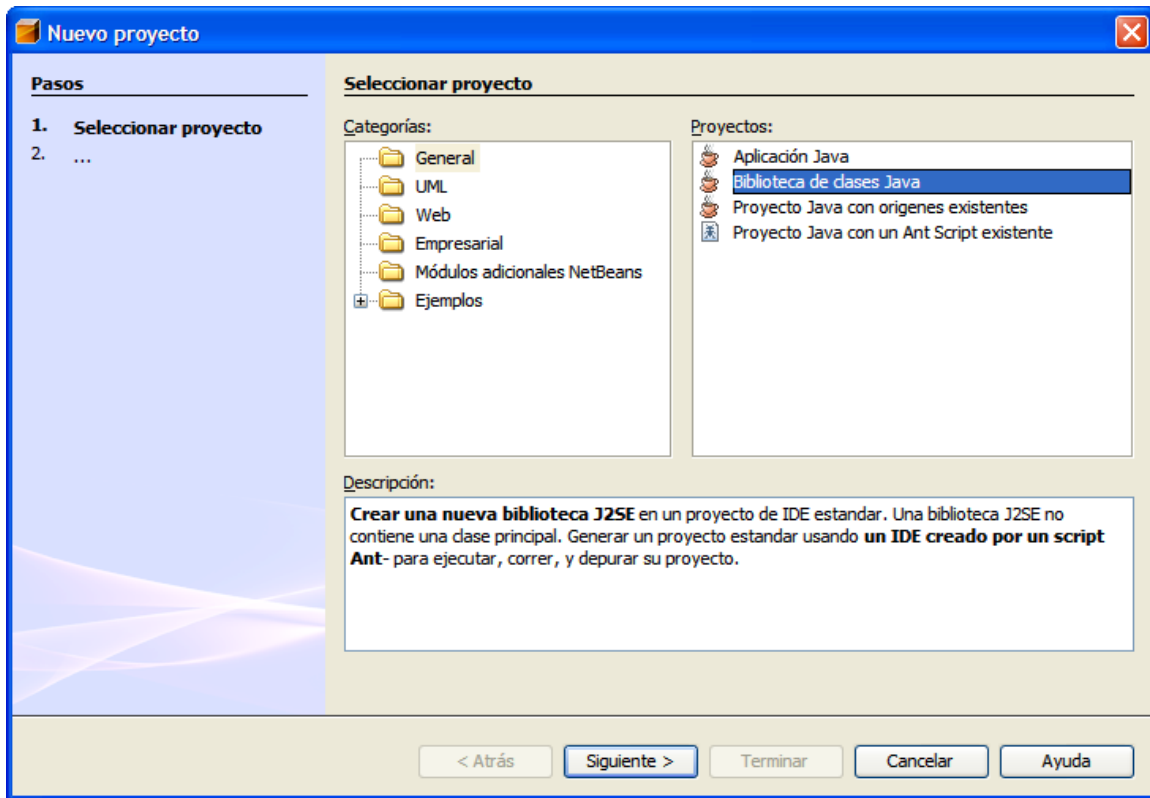 Nuevo proyecto
Pasos
1. Seleccionar proyecto
2. ...
Seleccionar proyecto
Categorías:
General
UML
Web
Empresarial
Módulos adicionales NetBeans
Ejemplos
Proyectos:
Aplicación Java
Biblioteca de clases Java
Proyecto Java con origenes existentes
Proyecto Java con un Ant Script existente
Descripción:
Crear una nueva biblioteca J2SE en un proyecto de IDE estandar. Una biblioteca J2SE no
contiene una clase principal. Generar un proyecto estandar usando un IDE creado por un script
Ant- para ejecutar, correr, y depurar su proyecto.
< Atrás
Siguiente >
Terminar
Cancelar
Ayuda